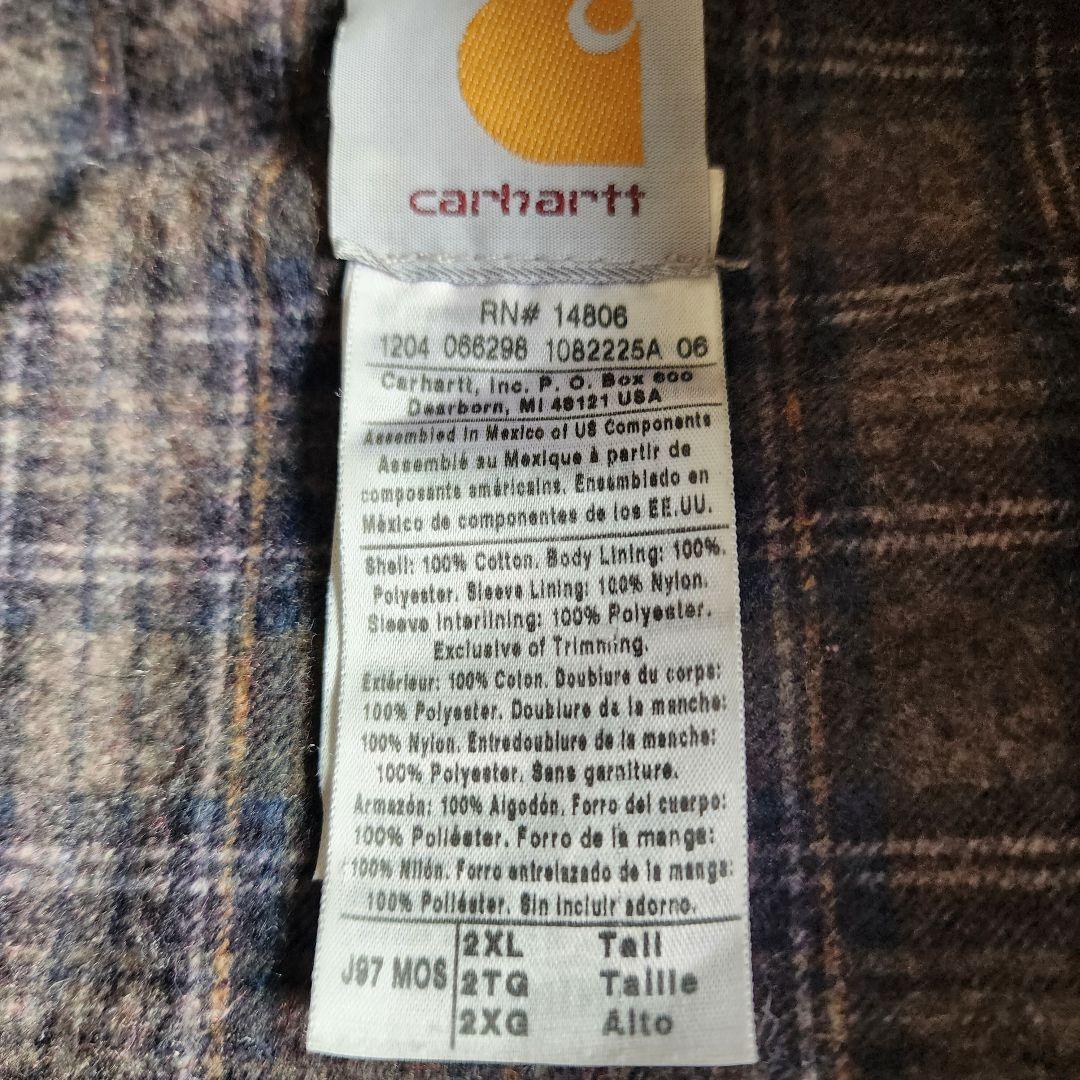 carhartt
RN# 14806
1204 066298 1082225A 06
Carhartt, Inc. P. O. Box 600
Dearborn, MI 48121 USA
Assembled in Mexico of US Components
Assemblé au Mexique à partir de
composants américains. Ensamblado en
México de componentes de los EE.UU.
Shell: 100% Cotton. Body Lining: 100%.
Polyester. Sleeve Lining: 100% Nylon.
Sleeve Interlining: 100% Polyester.
Exclusive of Trimming.
Extérieur: 100% Coton. Doublure du corps:
100% Polyester. Doublure de la manche:
100% Nylon. Entredoublure de la manche:
100% Polyester. Sans garniture.
Armazón: 100% Algodón. Forro del cuerpo:
100% Poliéster. Forro de la manga:
100% Nilón. Forro entrelazado de la manga:
100% Poliéster. Sin incluir adorno.
J97 MOS
2XL Tall
2TG Taille
2XG Alto